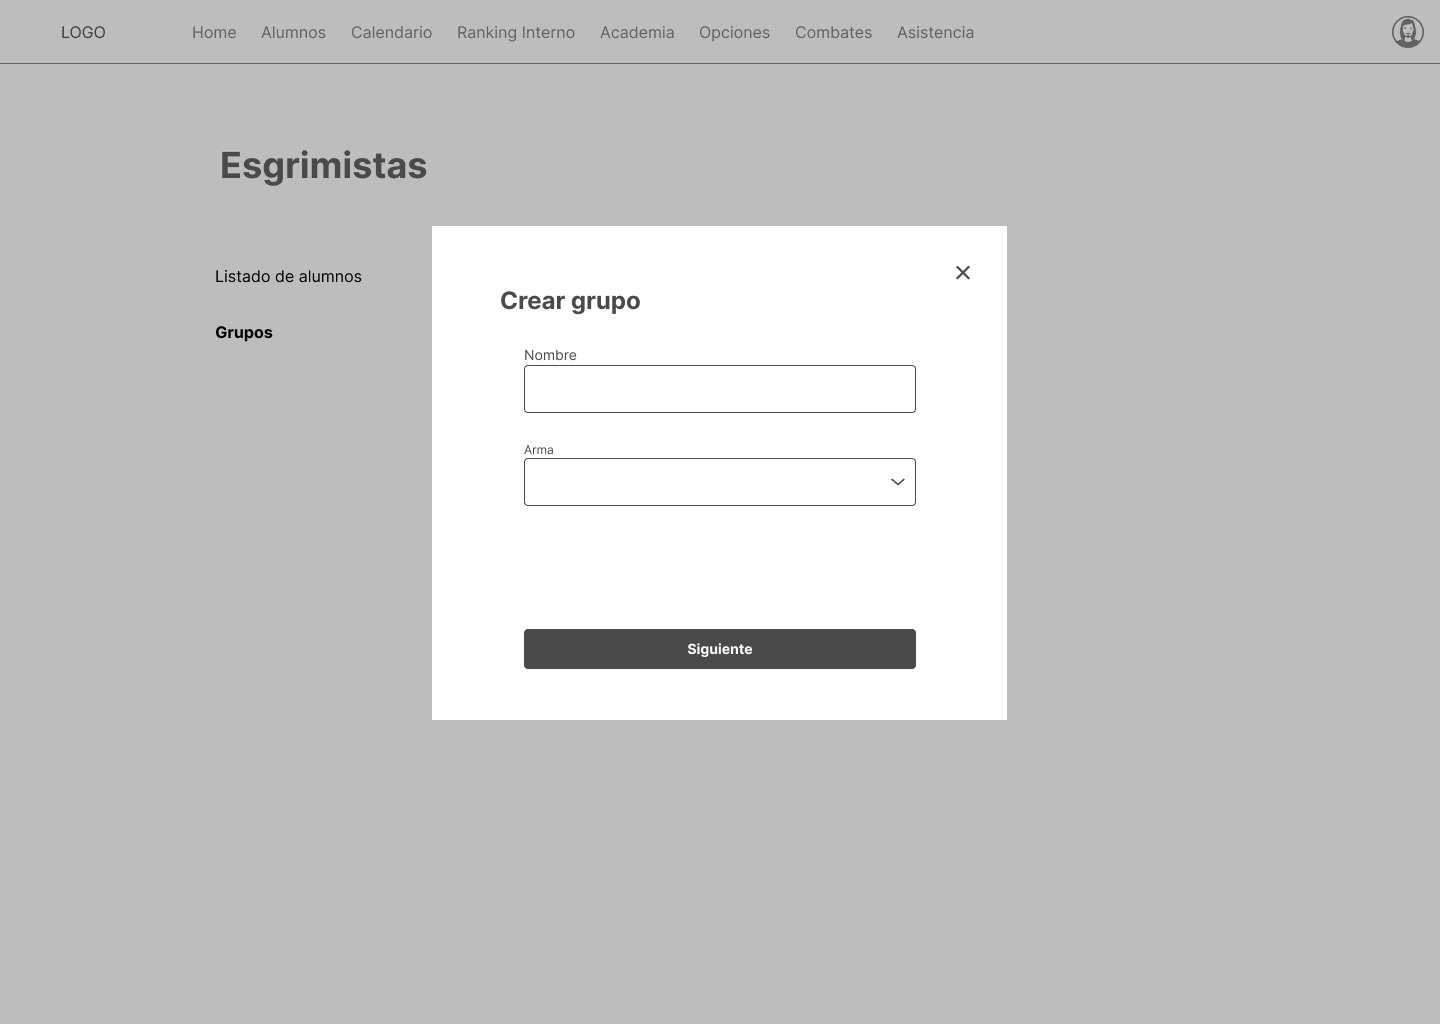 LOGO Home Alumnos Calendario Ranking Interno Academia Opciones Combates Asistencia
Esgrimistas
Listado de alumnos
Grupos
Crear grupo
Nombre
Arma
Siguiente